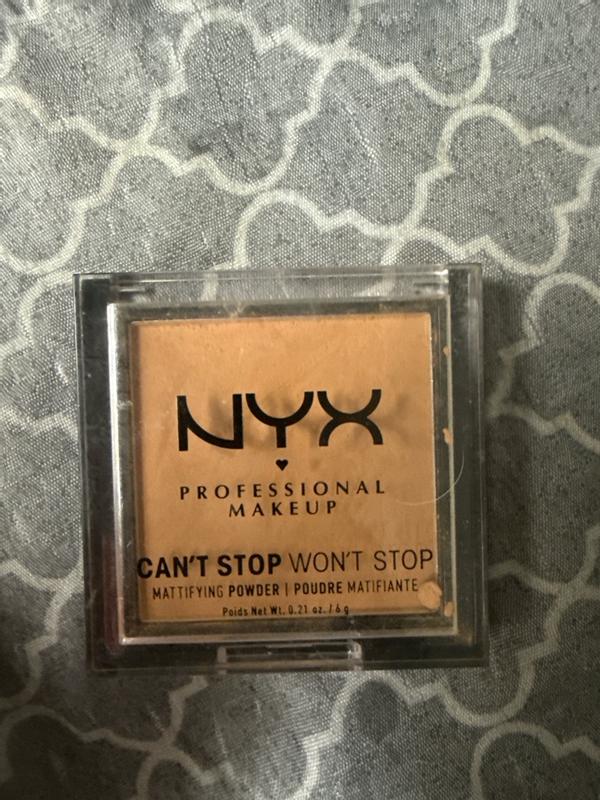 NYX
PROFESSIONAL
MAKEUP
CAN'T STOP WON'T STOP
MATTIFYING POWDER | POUDRE MATIFIANTE
Poids Net Wt. 0.21 oz. / 6 g